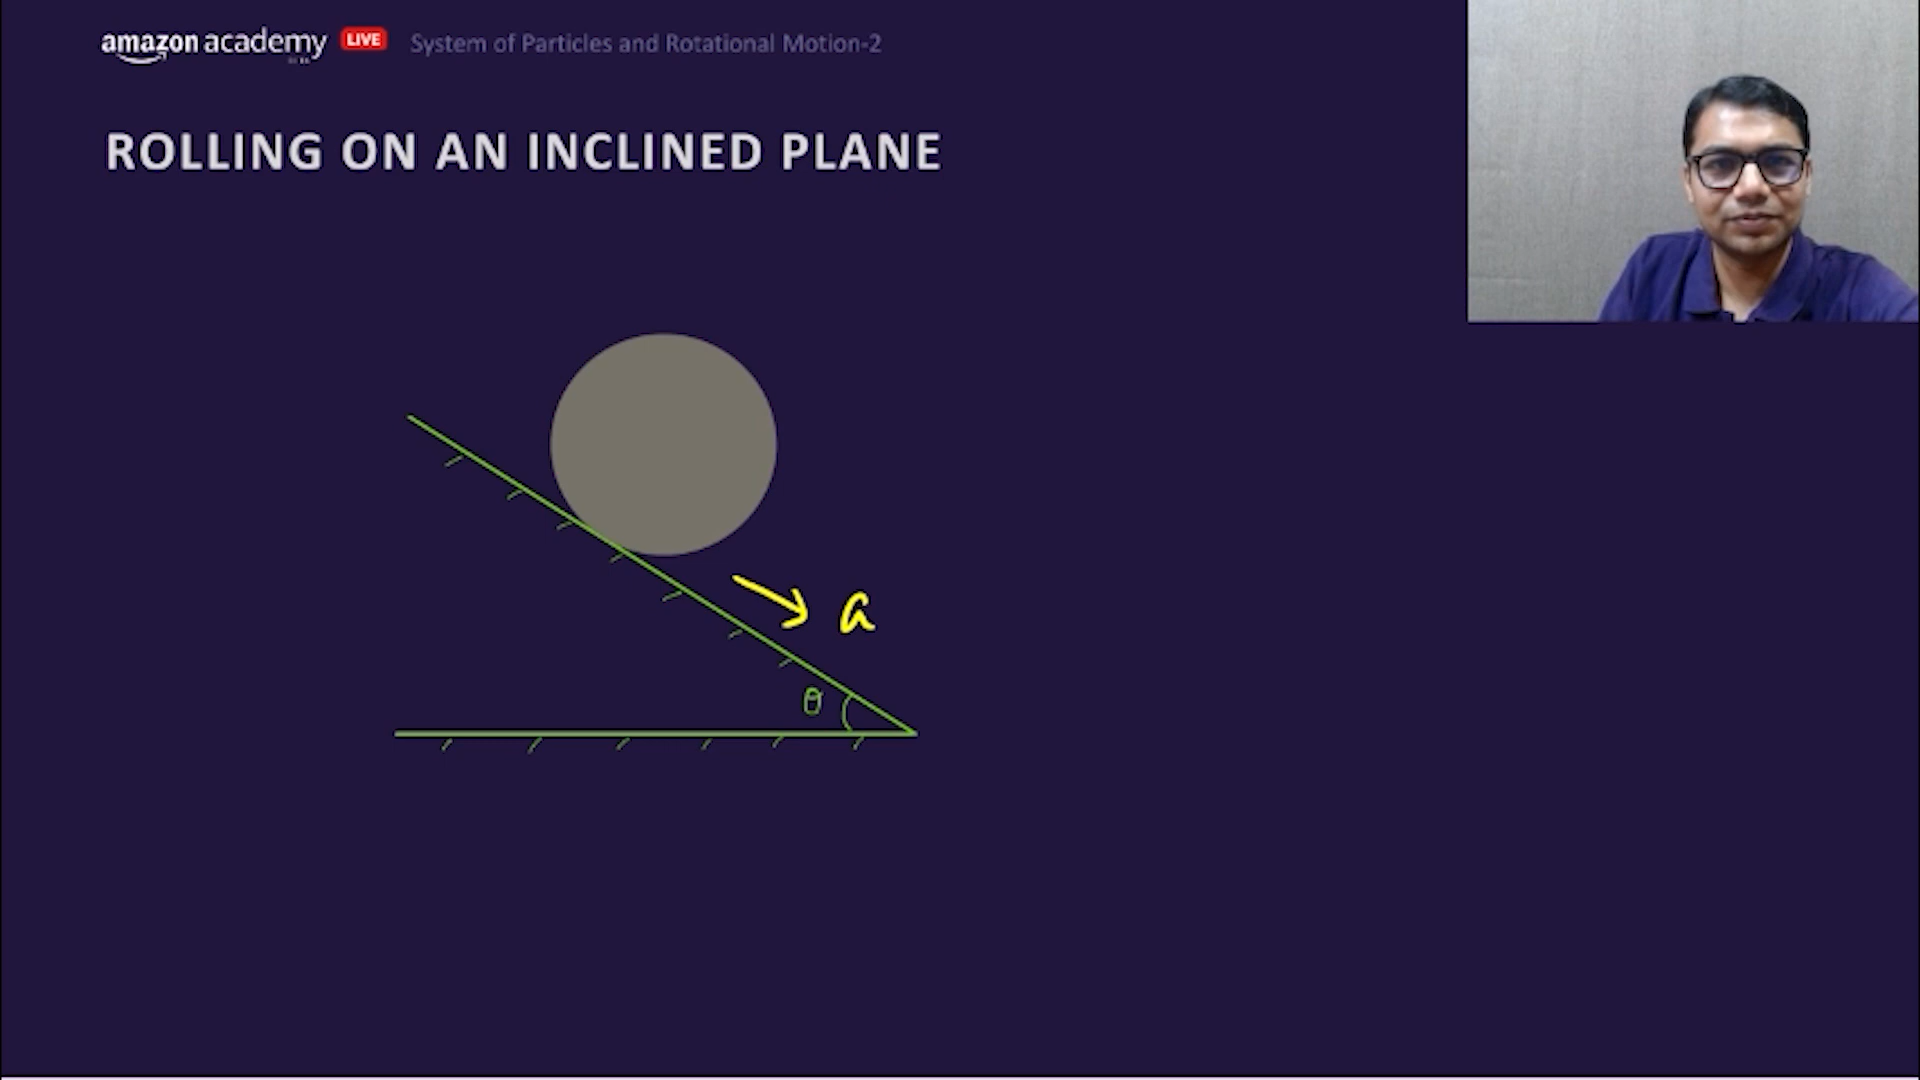 amazon academy LIVE System of Particles and Rotational Motion-2
ROLLING ON AN INCLINED PLANE
a
θ